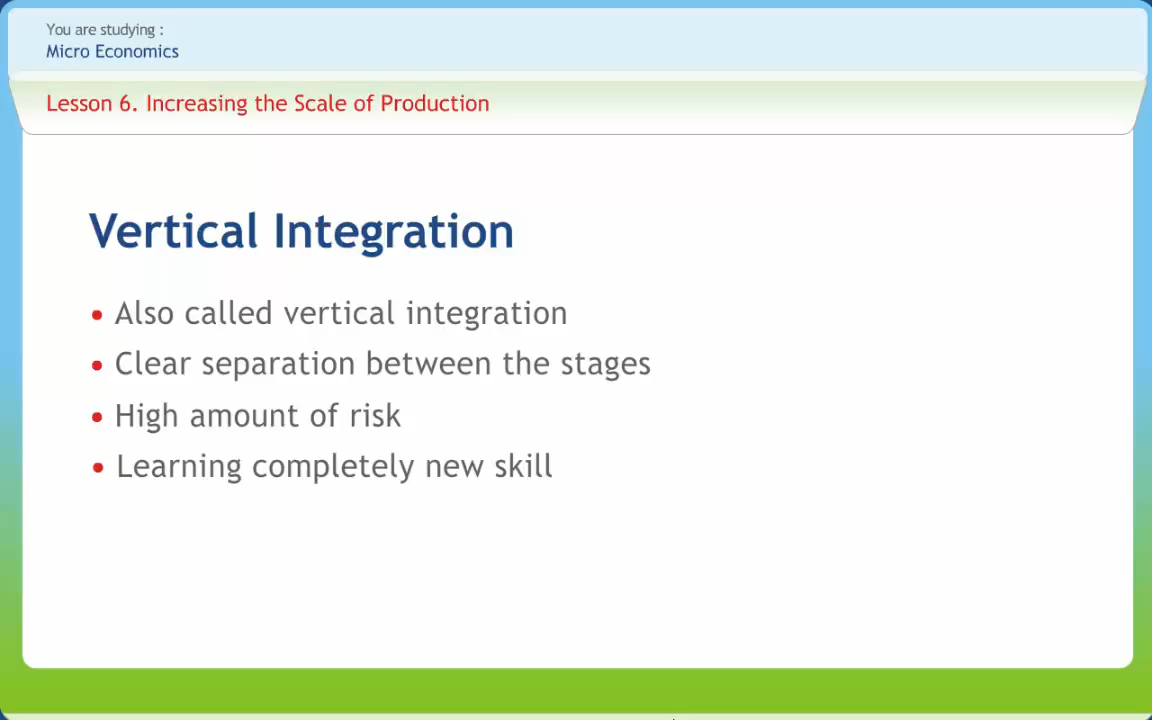 You are studying :
Micro Economics
Lesson 6. Increasing the Scale of Production
Vertical Integration
• Also called vertical integration
• Clear separation between the stages
• High amount of risk
• Learning completely new skill